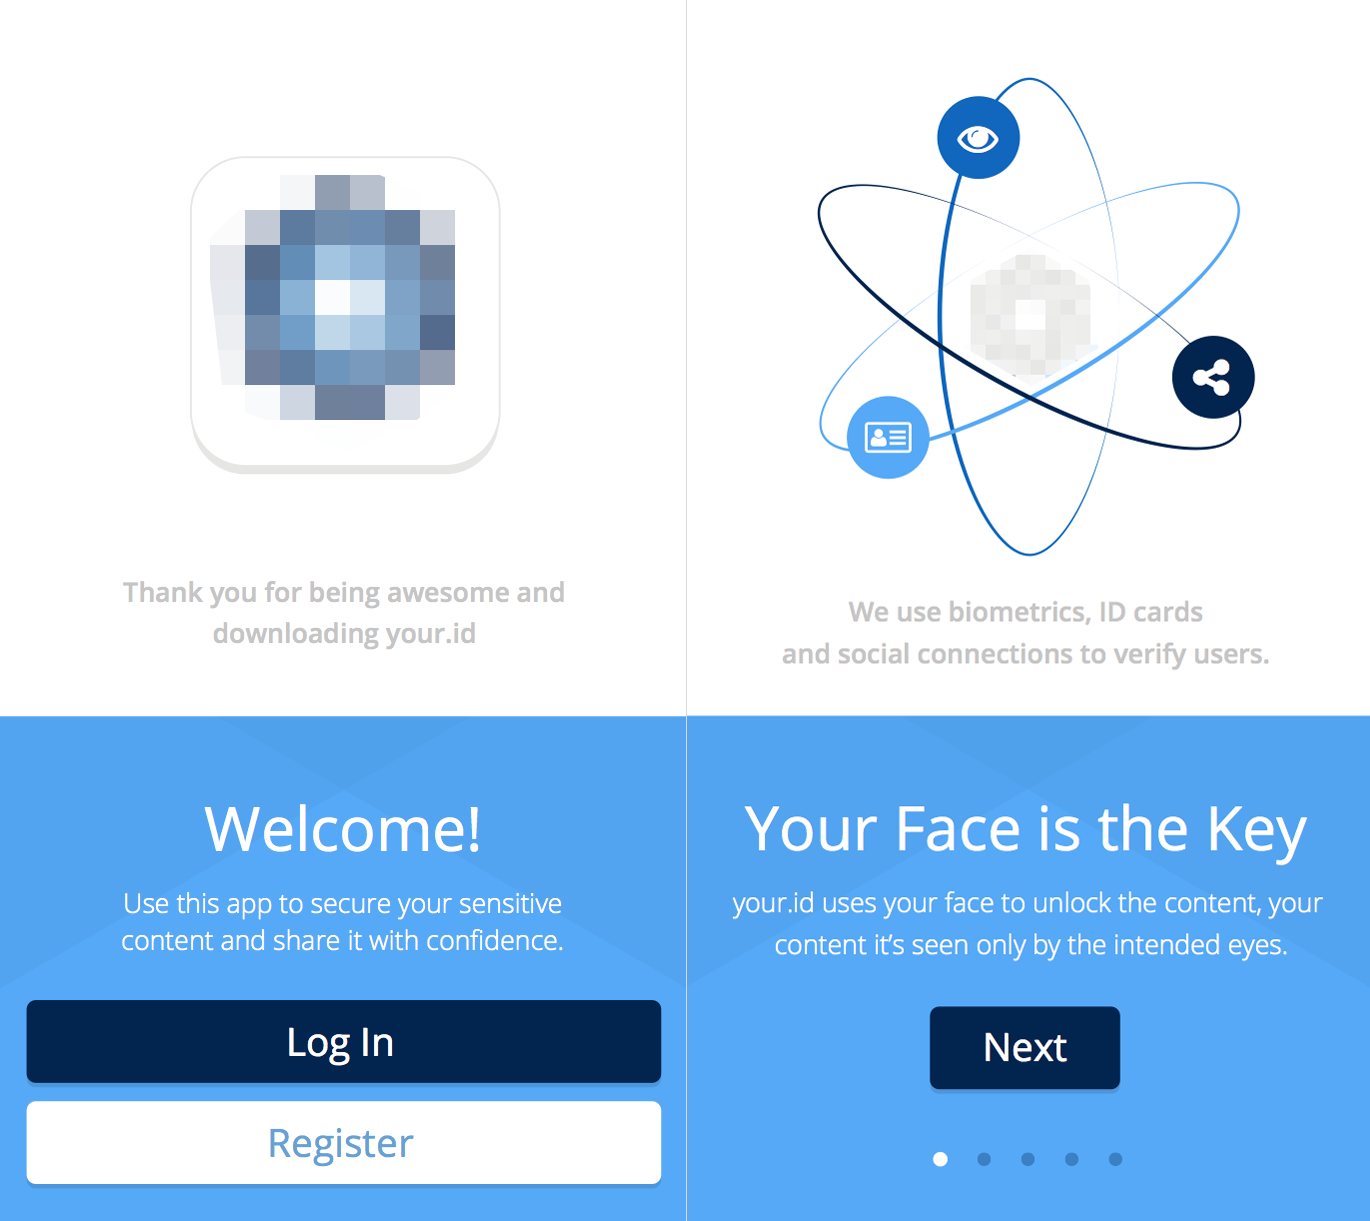 Thank you for being awesome and
downloading your.id
Welcome!
Use this app to secure your sensitive
content and share it with confidence.
Log In
Register
We use biometrics, ID cards
and social connections to verify users.
Your Face is the Key
your.id uses your face to unlock the content, your
content it’s seen only by the intended eyes.
Next